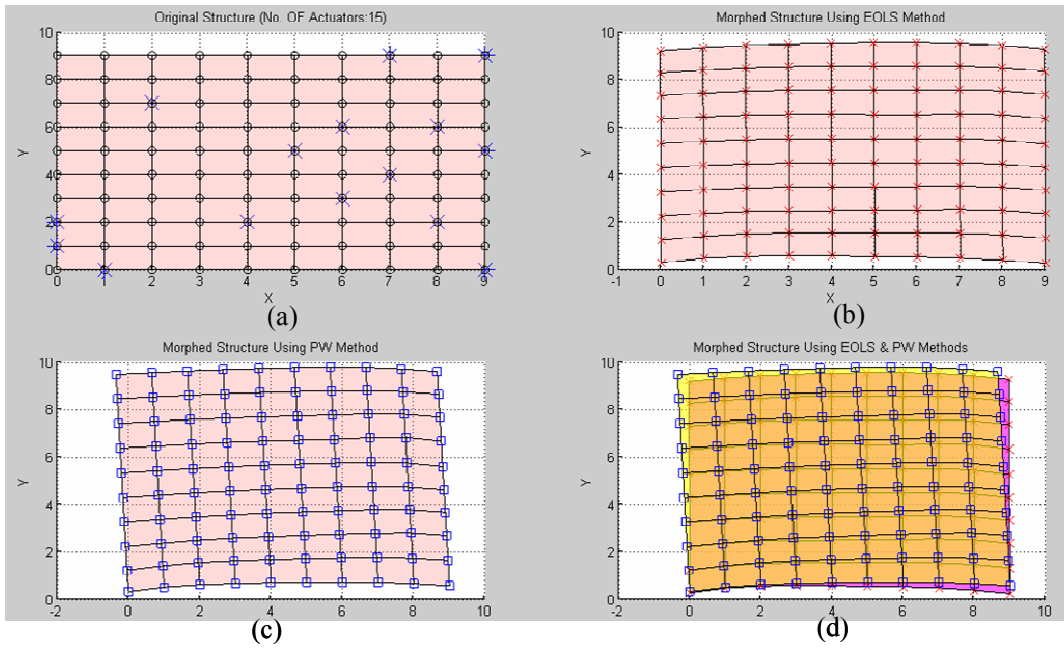 Original Structure (No. OF Actuators:15)
10
8
6
4
2
0
Y
0 1 2 3 4 5 6 7 8 9
X
(a)
Morphed Structure Using EOLS Method
10
8
6
4
2
0
Y
-1 0 1 2 3 4 5 6 7 8 9
X
(b)
Morphed Structure Using PW Method
10
8
6
4
2
0
Y
-2 0 2 4 6 8 10
(c)
Morphed Structure Using EOLS & PW Methods
10
8
6
4
2
0
Y
-2 0 2 4 6 8 10
(d)